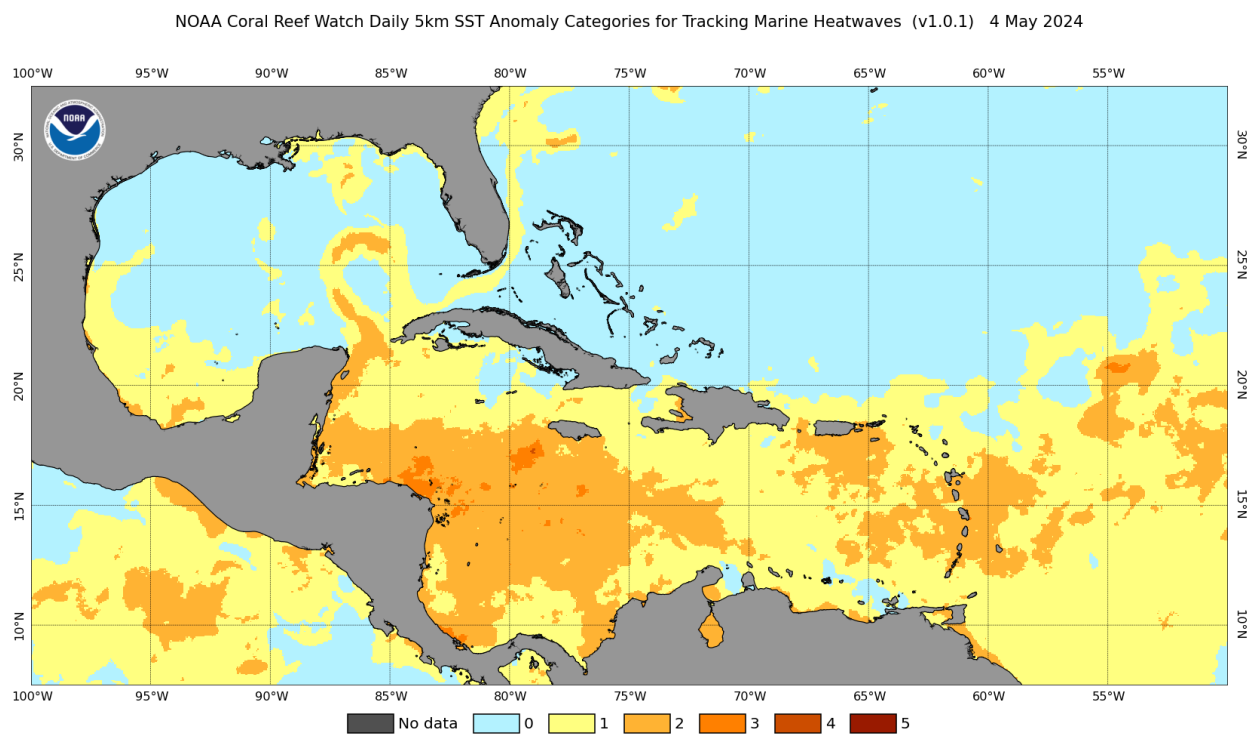 NOAA Coral Reef Watch Daily 5km SST Anomaly Categories for Tracking Marine Heatwaves (v1.0.1) 4 May 2024
100°W 95°W 90°W 85°W 80°W 75°W 70°W 65°W 60°W 55°W
NOAA
30°N 30°N
25°N 25°N
20°N 20°N
15°N 15°N
10°N 10°N
100°W 95°W 90°W 85°W 80°W 75°W 70°W 65°W 60°W 55°W
No data 0 1 2 3 4 5